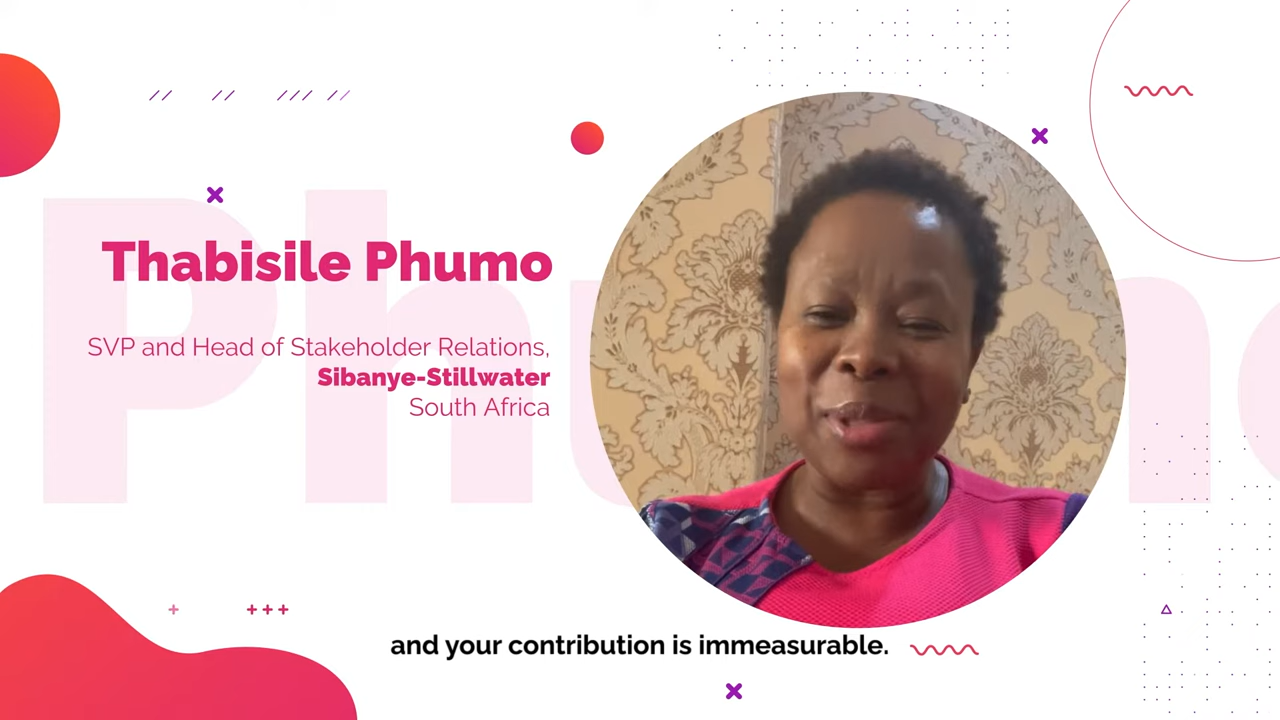 Thabisile Phumo
SVP and Head of Stakeholder Relations,
Sibanye-Stillwater
South Africa
and your contribution is immeasurable.